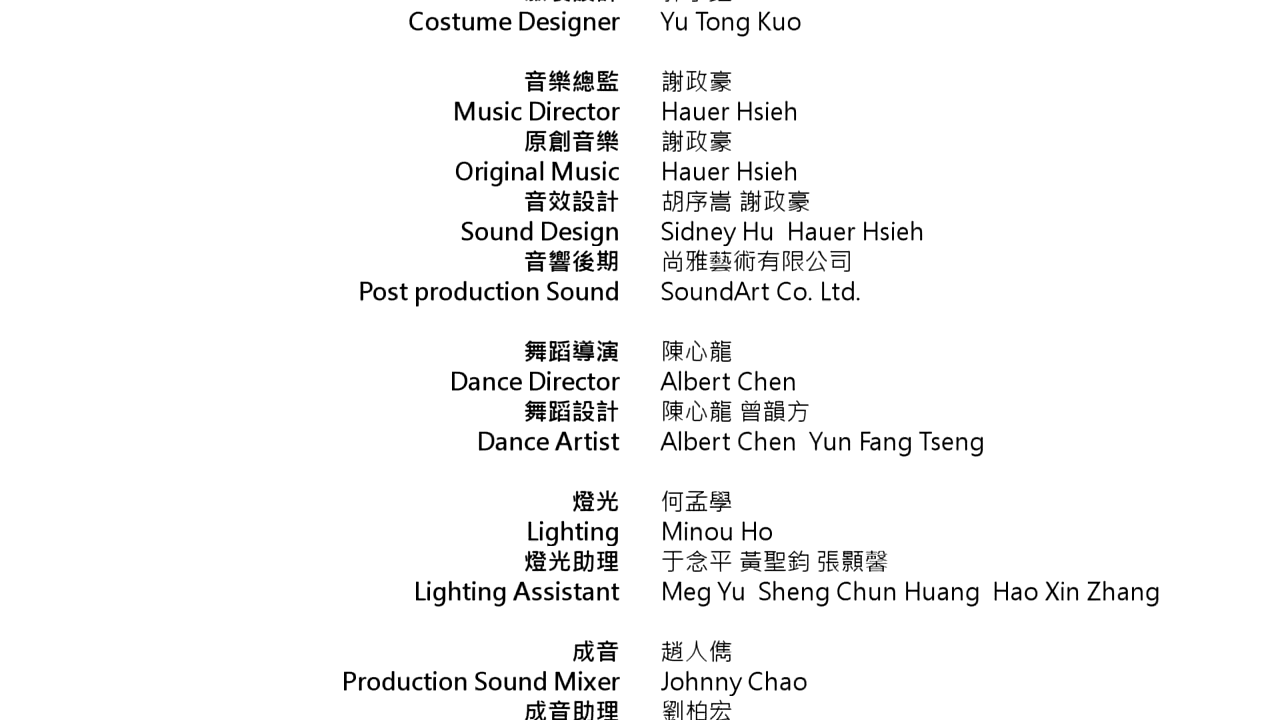 Costume Designer Yu Tong Kuo
音樂總監 謝政豪
Music Director Hauer Hsieh
原創音樂 謝政豪
Original Music Hauer Hsieh
音效設計 胡序嵩 謝政豪
Sound Design Sidney Hu Hauer Hsieh
音響後期 尚雅藝術有限公司
Post production Sound SoundArt Co. Ltd.
舞蹈導演 陳心龍
Dance Director Albert Chen
舞蹈設計 陳心龍 曾韻方
Dance Artist Albert Chen Yun Fang Tseng
燈光 何孟學
Lighting Minou Ho
燈光助理 于念平 黃聖鈞 張顥馨
Lighting Assistant Meg Yu Sheng Chun Huang Hao Xin Zhang
成音 趙人儁
Production Sound Mixer Johnny Chao
成音助理 劉柏宏